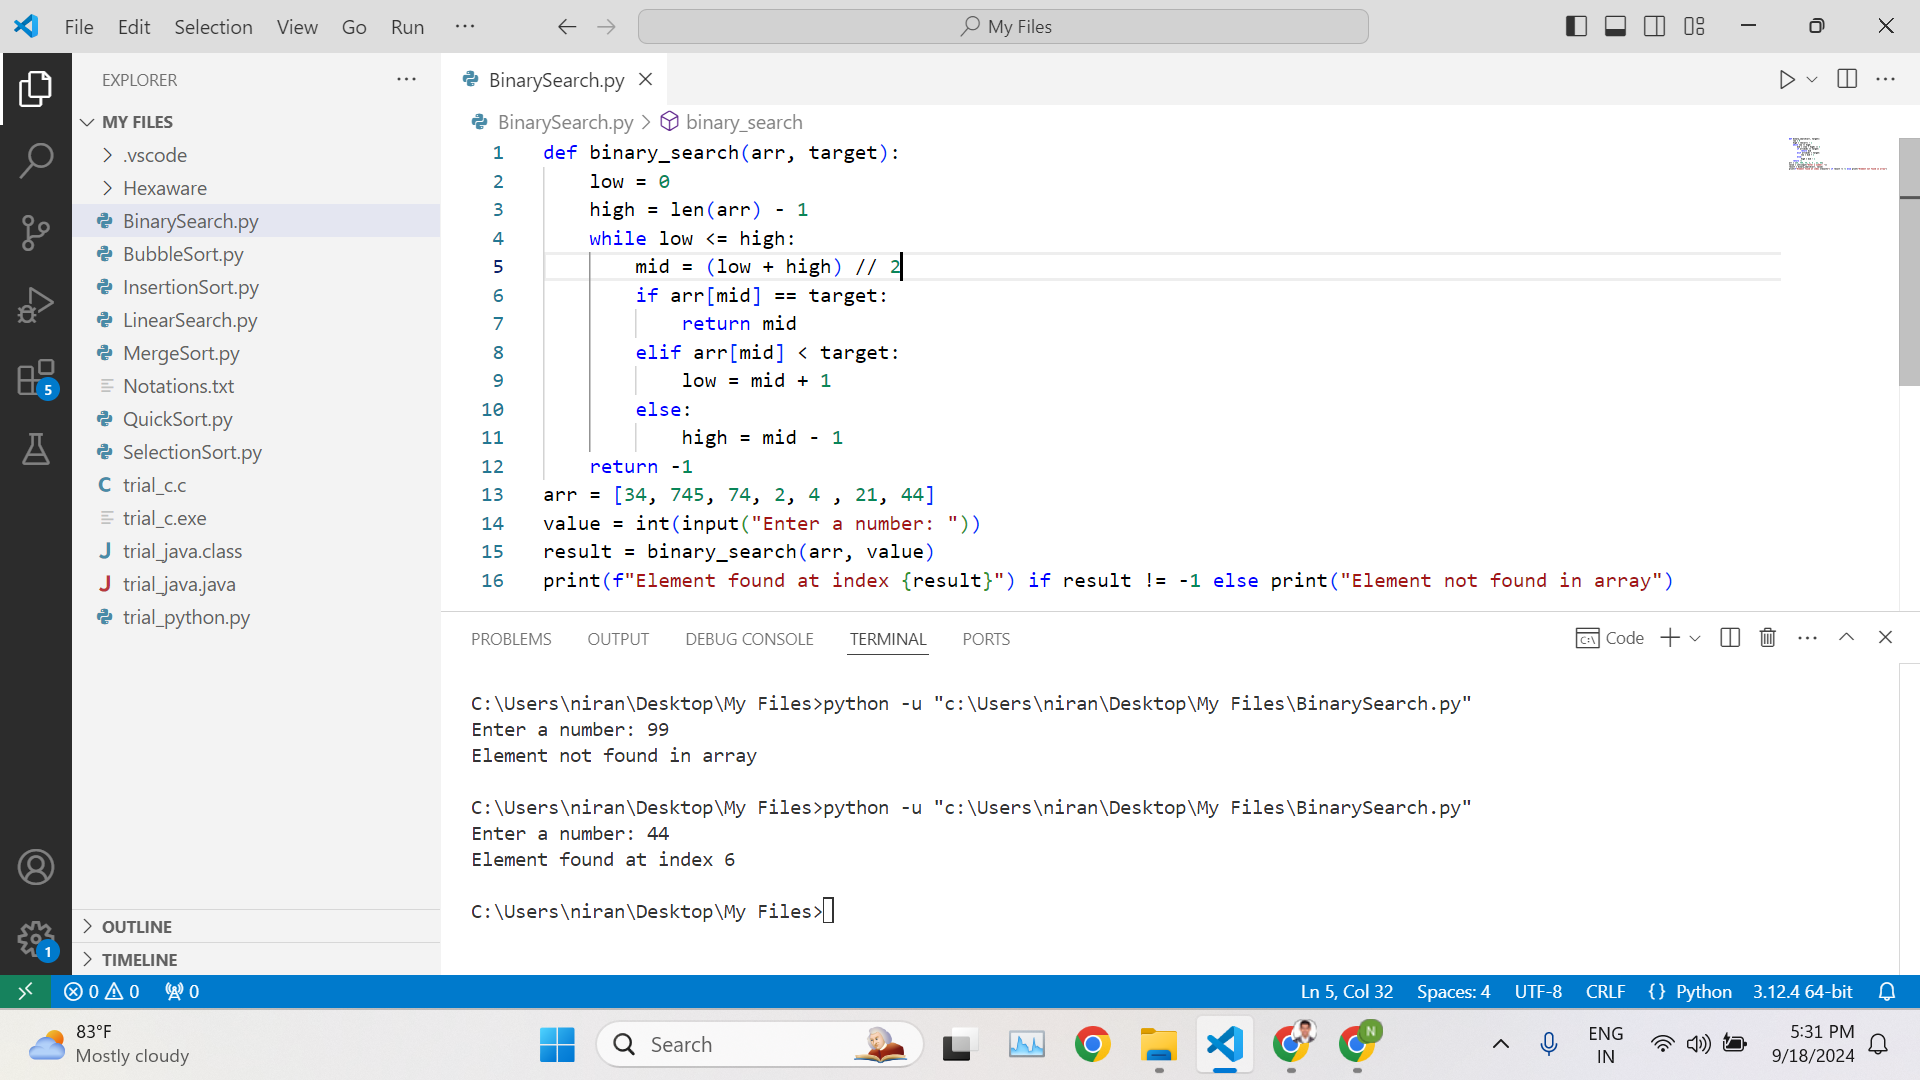 File Edit Selection View Go Run ...
My Files
EXPLORER
MY FILES
.vscode
Hexaware
BinarySearch.py
BubbleSort.py
InsertionSort.py
LinearSearch.py
MergeSort.py
Notations.txt
QuickSort.py
SelectionSort.py
C trial_c.c
trial_c.exe
J trial_java.class
J trial_java.java
trial_python.py
OUTLINE
TIMELINE
5
1
BinarySearch.py
BinarySearch.py > binary_search
1 def binary_search(arr, target):
2 low = 0
3 high = len(arr) - 1
4 while low <= high:
5 mid = (low + high) // 2
6 if arr[mid] == target:
7 return mid
8 elif arr[mid] < target:
9 low = mid + 1
10 else:
11 high = mid - 1
12 return -1
13 arr = [34, 745, 74, 2, 4 , 21, 44]
14 value = int(input("Enter a number: "))
15 result = binary_search(arr, value)
16 print(f"Element found at index {result}") if result != -1 else print("Element not found in array")
PROBLEMS OUTPUT DEBUG CONSOLE TERMINAL PORTS
Code
C:\Users\niran\Desktop\My Files>python -u "c:\Users\niran\Desktop\My Files\BinarySearch.py"
Enter a number: 99
Element not found in array
C:\Users\niran\Desktop\My Files>python -u "c:\Users\niran\Desktop\My Files\BinarySearch.py"
Enter a number: 44
Element found at index 6
C:\Users\niran\Desktop\My Files>
0 0 0
Ln 5, Col 32 Spaces: 4 UTF-8 CRLF {} Python 3.12.4 64-bit
83°F
Mostly cloudy
Search
N
ENG
IN
5:31 PM
9/18/2024